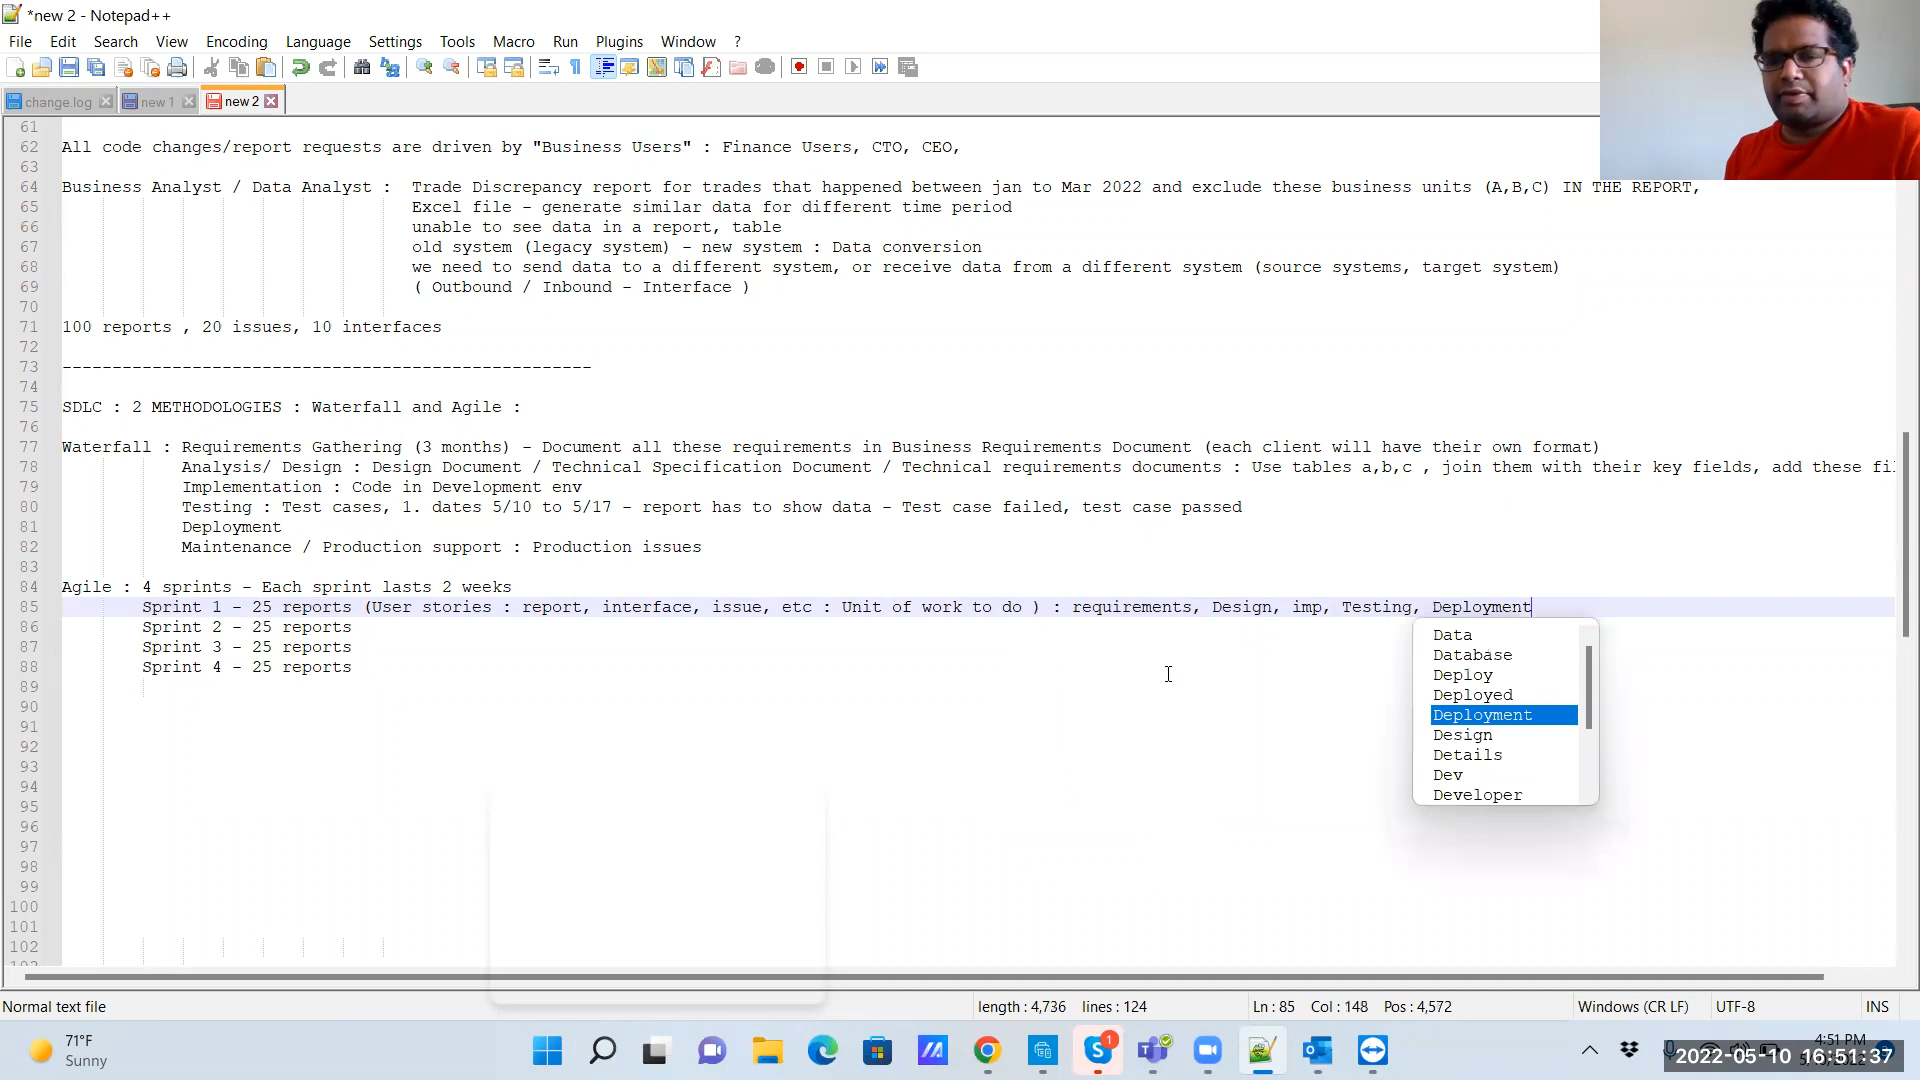 *new 2 - Notepad++
File Edit Search View Encoding Language Settings Tools Macro Run Plugins Window ?
change.log new 1 new 2
61
62 All code changes/report requests are driven by "Business Users" : Finance Users, CTO, CEO,
63
64 Business Analyst / Data Analyst : Trade Discrepancy report for trades that happened between jan to Mar 2022 and exclude these business units (A,B,C) IN THE REPORT,
65 Excel file - generate similar data for different time period
66 unable to see data in a report, table
67 old system (legacy system) - new system : Data conversion
68 we need to send data to a different system, or receive data from a different system (source systems, target system)
69 ( Outbound / Inbound - Interface )
70
71 100 reports , 20 issues, 10 interfaces
72
73 -----------------------------------------------------
74
75 SDLC : 2 METHODOLOGIES : Waterfall and Agile :
76
77 Waterfall : Requirements Gathering (3 months) - Document all these requirements in Business Requirements Document (each client will have their own format)
78 Analysis/ Design : Design Document / Technical Specification Document / Technical requirements documents : Use tables a,b,c , join them with their key fields, add these fi
79 Implementation : Code in Development env
80 Testing : Test cases, 1. dates 5/10 to 5/17 - report has to show data - Test case failed, test case passed
81 Deployment
82 Maintenance / Production support : Production issues
83
84 Agile : 4 sprints - Each sprint lasts 2 weeks
85 Sprint 1 - 25 reports (User stories : report, interface, issue, etc : Unit of work to do ) : requirements, Design, imp, Testing, Deployment
86 Sprint 2 - 25 reports
87 Sprint 3 - 25 reports
88 Sprint 4 - 25 reports
89
90
91
92
93
94
95
96
97
98
99
100
101
102
Data
Database
Deploy
Deployed
Deployment
Design
Details
Dev
Developer
Normal text file length : 4,736 lines : 124 Ln : 85 Col : 148 Pos : 4,572 Windows (CR LF) UTF-8 INS
71°F
Sunny
1
4:51 PM
2022-05-10 16:51:37